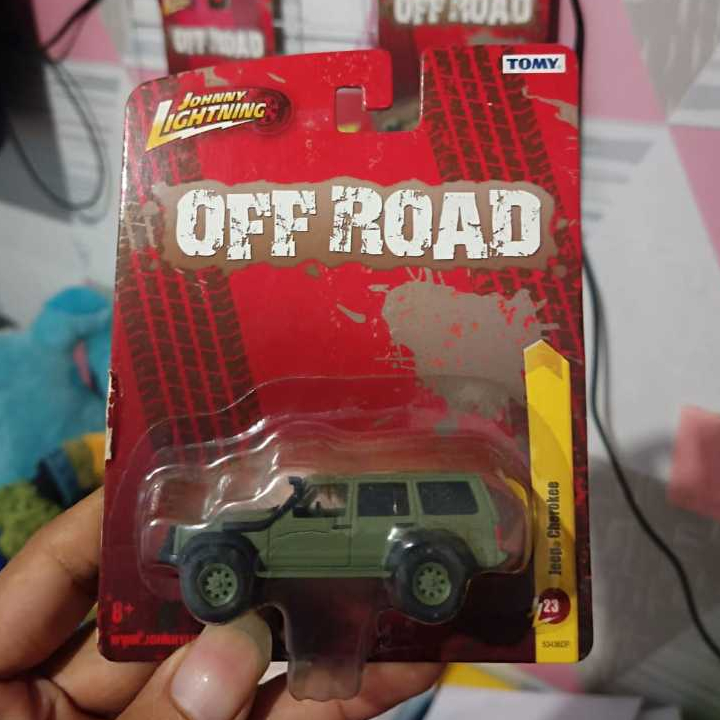 OFF ROAD
OFF ROAD
TOMY
JOHNNY
LIGHTNING
OFF ROAD
Jeep® Cherokee
23
8+